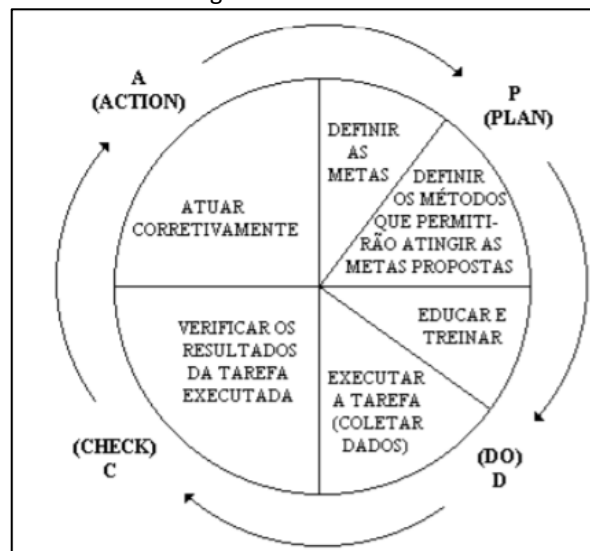 A
(ACTION)
P
(PLAN)
DEFINIR
AS
METAS
DEFINIR
OS MÉTODOS
QUE PERMITI-
RÃO ATINGIR AS
METAS PROPOSTAS
EDUCAR E
TREINAR
EXECUTAR
A TAREFA
(COLETAR
DADOS)
(DO)
D
VERIFICAR OS
RESULTADOS
DA TAREFA
EXECUTADA
(CHECK)
C
ATUAR
CORRETIVAMENTE